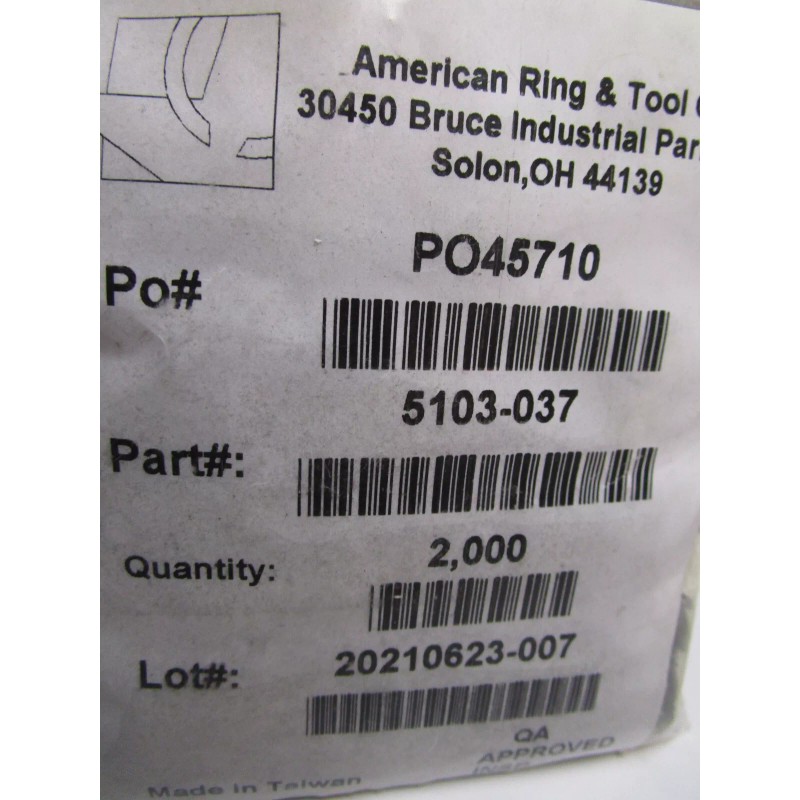 American Ring & Tool
30450 Bruce Industrial
Solon,OH 44139
Po#
PO45710
Part#:
5103-037
Quantity:
2,000
Lot#:
20210623-007
QA
APPROVED
Made in Taiwan